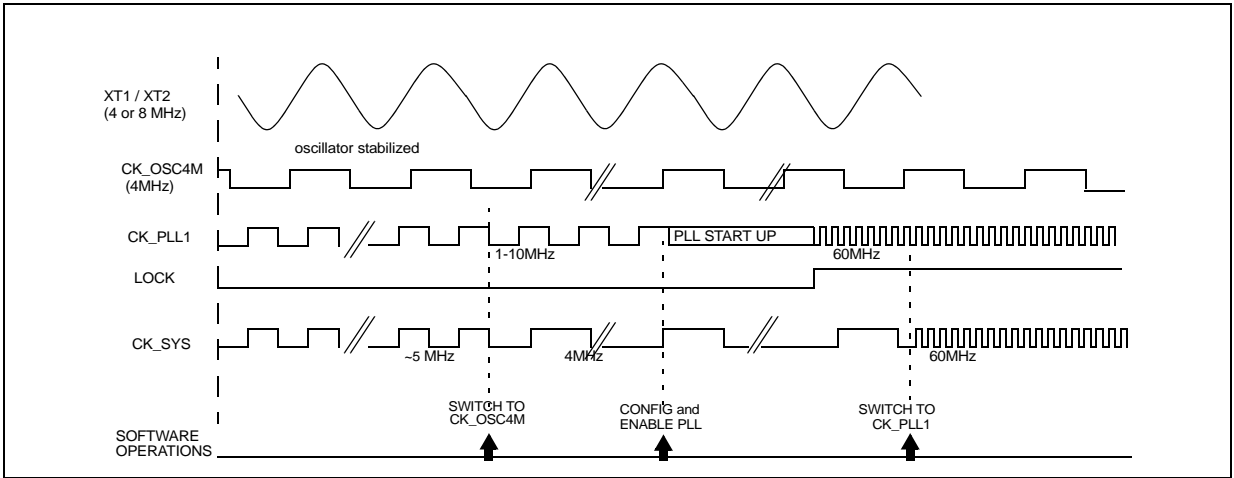 XT1 / XT2
(4 or 8 MHz)
oscillator stabilized
CK_OSC4M
(4MHz)
CK_PLL1
PLL START UP
1-10MHz
60MHz
LOCK
CK_SYS
~5 MHz
4MHz
60MHz
SWITCH TO
CK_OSC4M
CONFIG and
ENABLE PLL
SWITCH TO
CK_PLL1
SOFTWARE
OPERATIONS